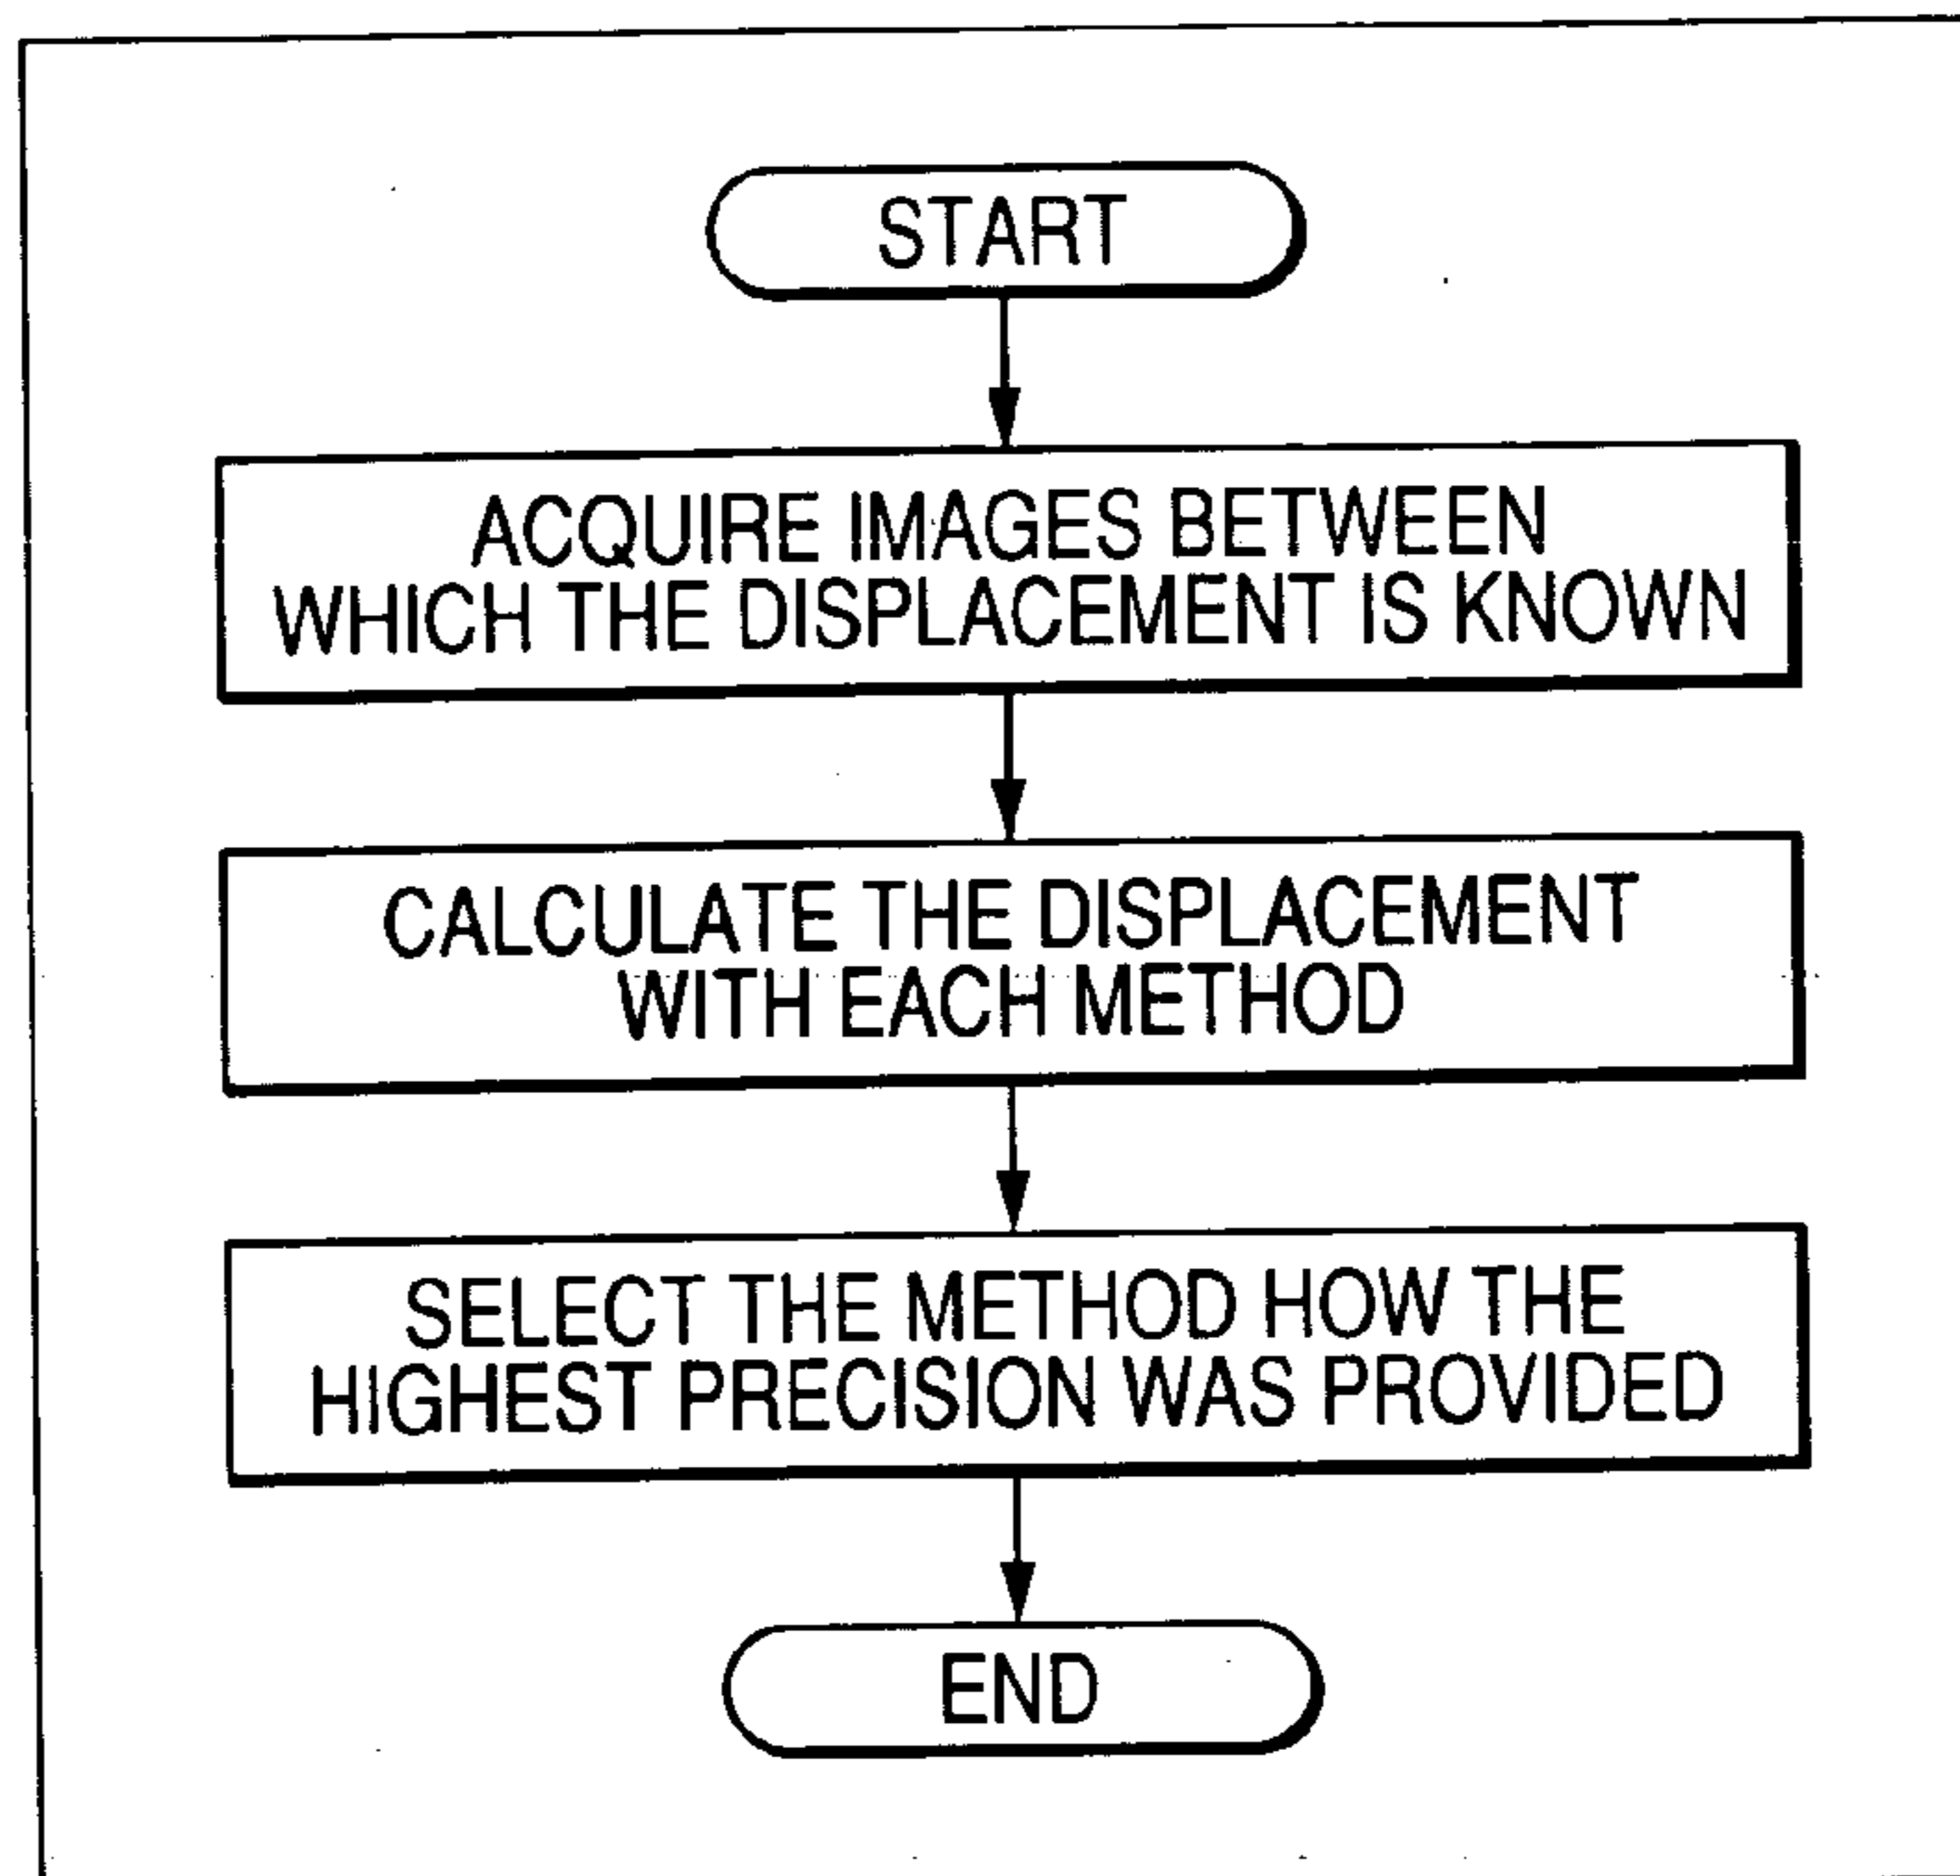 START
ACQUIRE IMAGES BETWEEN
WHICH THE DISPLACEMENT IS KNOWN
CALCULATE THE DISPLACEMENT
WITH EACH METHOD
SELECT THE METHOD HOW THE
HIGHEST PRECISION WAS PROVIDED
END